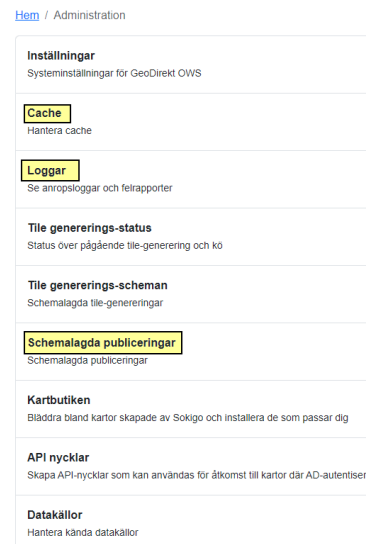 Hem / Administration
Inställningar
Systeminställningar för GeoDirekt OWS
Cache
Hantera cache
Loggar
Se anropsloggar och felrapporter
Tile genererings-status
Status över pågående tile-generering och kö
Tile genererings-scheman
Schemalagda tile-genereringar
Schemalagda publiceringar
Schemalagda publiceringar
Kartbutiken
Bläddra bland kartor skapade av Sokigo och installera de som passar dig
API nycklar
Skapa API-nycklar som kan användas för åtkomst till kartor där AD-autentiser
Datakällor
Hantera kända datakällor